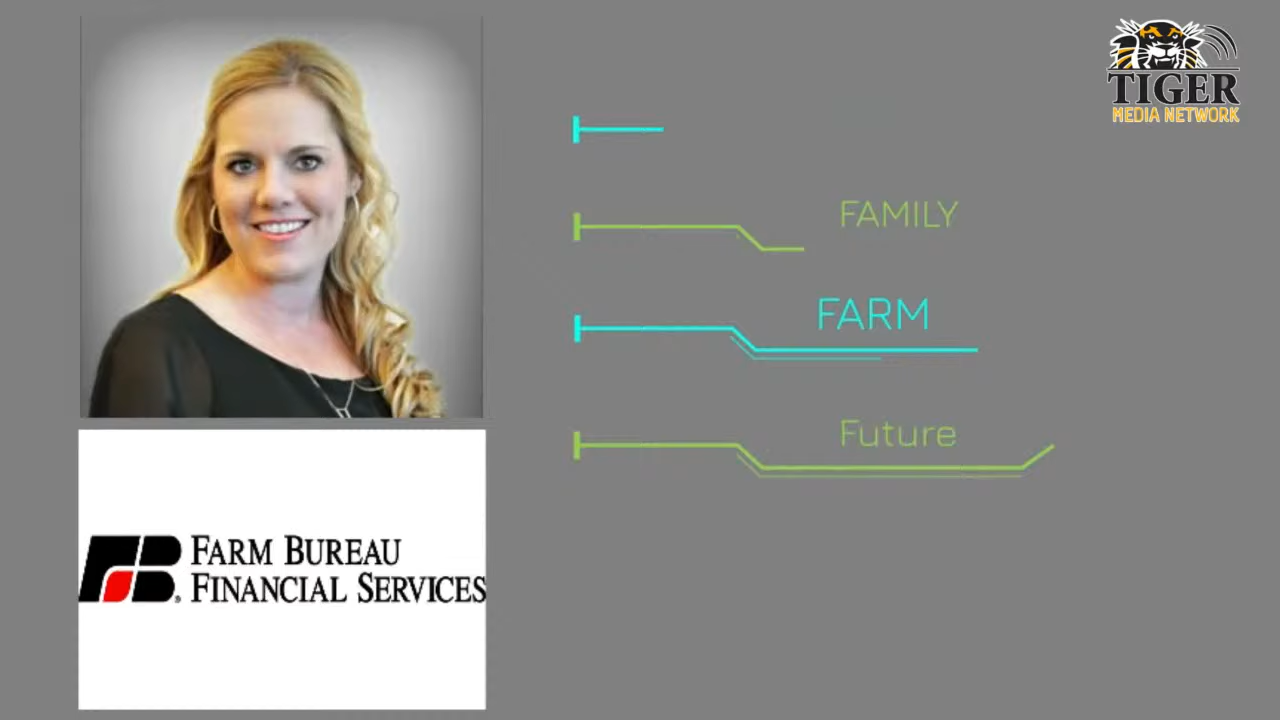 TIGER
MEDIA NETWORK
FAMILY
FARM
Future
FARM BUREAU
FINANCIAL SERVICES